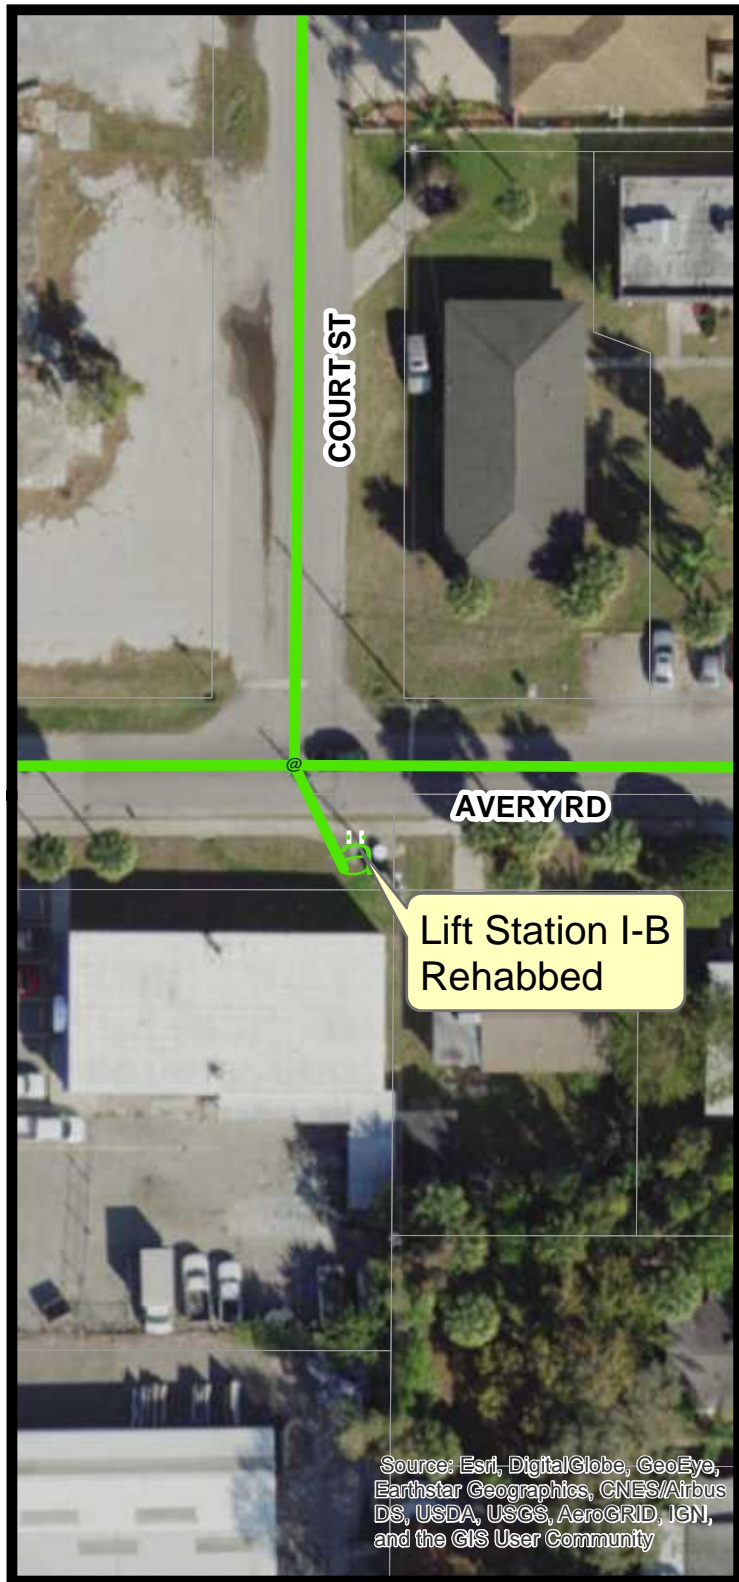 COURT ST
@
AVERY RD
Lift Station I-B
Rehabbed
Source: Esri, DigitalGlobe, GeoEye,
Earthstar Geographics, CNES/Airbus
DS, USDA, USGS, AeroGRID, IGN,
and the GIS User Community